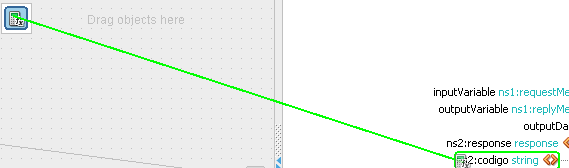 Drag objects here
inputVariable ns1:requestMe
outputVariable ns1:replyMe
outputDa
ns2:response response
2:codigo string